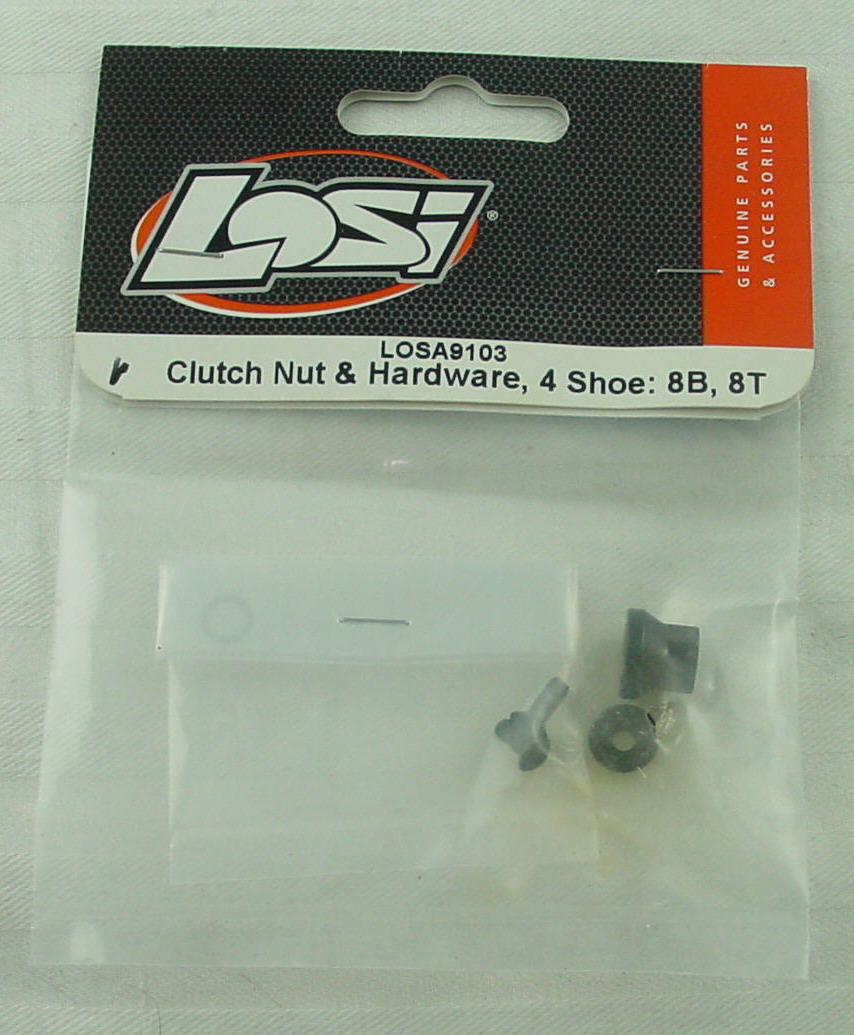 Losi®
GENUINE PARTS
& ACCESSORIES
LOSA9103
Clutch Nut & Hardware, 4 Shoe: 8B, 8T